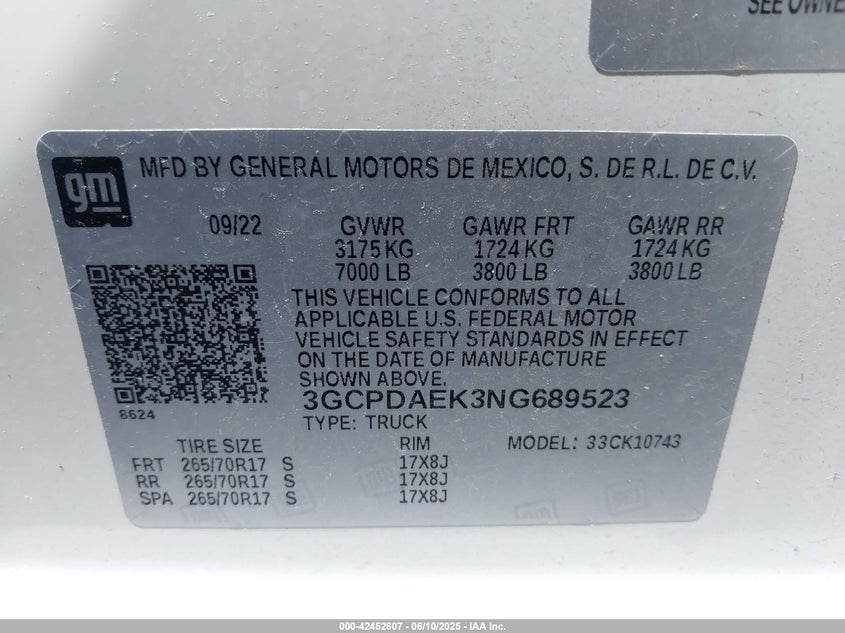 SEE OWNE
gm
MFD BY GENERAL MOTORS DE MEXICO, S. DE R.L. DE C.V.
09/22 GVWR GAWR FRT GAWR RR
3175 KG 1724 KG 1724 KG
7000 LB 3800 LB 3800 LB
THIS VEHICLE CONFORMS TO ALL
APPLICABLE U.S. FEDERAL MOTOR
VEHICLE SAFETY STANDARDS IN EFFECT
ON THE DATE OF MANUFACTURE
SHOWN ABOVE.
3GCPDAEK3NG689523
8624
TYPE: TRUCK
TIRE SIZE RIM MODEL: 33CK10743
FRT 265/70R17 S 17X8J
RR 265/70R17 S 17X8J
SPA 265/70R17 S 17X8J
gm
000-42452807 - 06/10/2025 - IAA Inc.